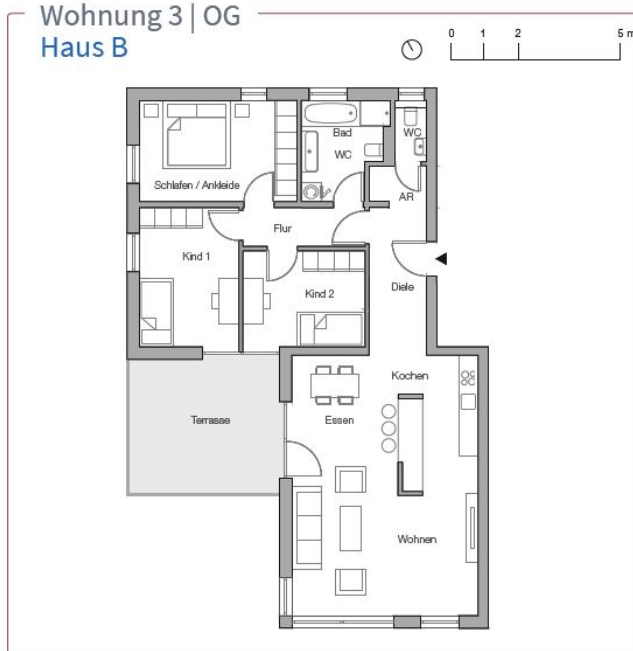 Wohnung 3 | OG
Haus B
0 1 2 5 m
Bad
WC
WC
Schlafen / Ankleide
AR
Flur
Kind 1
Kind 2
Diele
Kochen
Terrasse
Essen
Wohnen